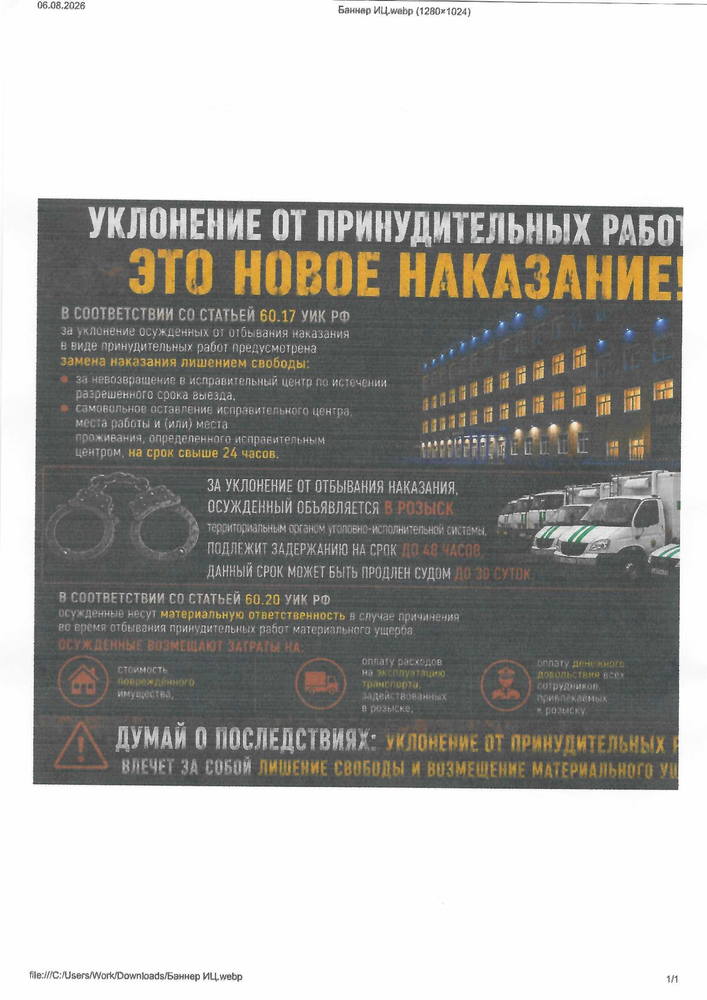 06.08.2026
Баннер ИЦ.webp (1280×1024)
УКЛОНЕНИЕ ОТ ПРИНУДИТЕЛЬНЫХ РАБОТ
ЭТО НОВОЕ НАКАЗАНИЕ!
В СООТВЕТСТВИИ СО СТАТЬЕЙ 60.17 УИК РФ
за уклонение осужденных от отбывания наказания
в виде принудительных работ предусмотрена
замена наказания лишением свободы:
за невозвращение в исправительный центр по истечении
разрешенного срока выезда,
самовольное оставление исправительного центра,
места работы и (или) места
проживания, определенного исправительным
центром, на срок свыше 24 часов.
ЗА УКЛОНЕНИЕ ОТ ОТБЫВАНИЯ НАКАЗАНИЯ,
ОСУЖДЕННЫЙ ОБЪЯВЛЯЕТСЯ В РОЗЫСК
территориальным органом уголовно-исполнительной системы,
ПОДЛЕЖИТ ЗАДЕРЖАНИЮ НА СРОК ДО 48 ЧАСОВ,
ДАННЫЙ СРОК МОЖЕТ БЫТЬ ПРОДЛЕН СУДОМ ДО 30 СУТОК.
В СООТВЕТСТВИИ СО СТАТЬЕЙ 60.20 УИК РФ
осужденные несут материальную ответственность в случае причинения
во время отбывания принудительных работ материального ущерба.
ОСУЖДЕННЫЕ ВОЗМЕЩАЮТ ЗАТРАТЫ НА:
стоимость
повреждённого
имущества,
оплату расходов
на эксплуатацию
транспорта,
задействованных
в розыске,
оплату денежного
довольствия всех
сотрудников,
привлекаемых
к розыску.
ДУМАЙ О ПОСЛЕДСТВИЯХ: УКЛОНЕНИЕ ОТ ПРИНУДИТЕЛЬНЫХ
ВЛЕЧЕТ ЗА СОБОЙ ЛИШЕНИЕ СВОБОДЫ И ВОЗМЕЩЕНИЕ МАТЕРИАЛЬНОГО
file:///C:/Users/Work/Downloads/Баннер ИЦ.webp
1/1